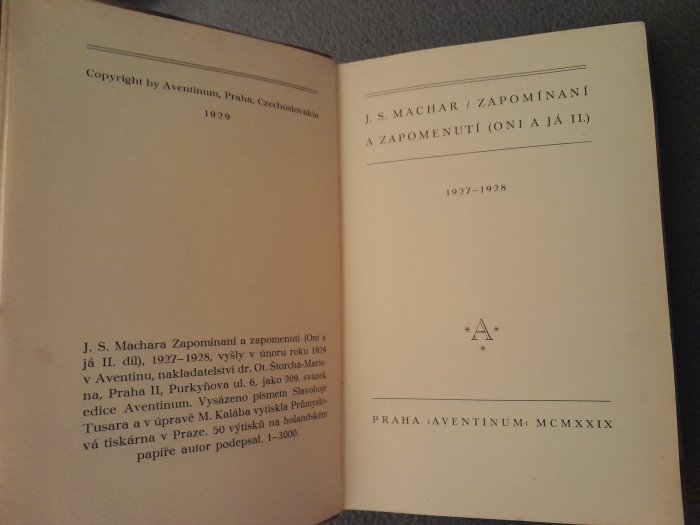 Copyright by Aventinum, Praha, Czechoslovakia
1929
J. S. Machara Zapomínaní a zapomenutí (Oni a
já II. díl), 1927–1928, vyšly v únoru roku 1929
v Aventinu, nakladatelství dr. Ot. Štorcha-Marie-
na, Praha II, Purkyňova ul. 6, jako 209. svazek
edice Aventinum. Vysázeno písmem Slavoboje
Tusara a v úpravě M. Kalába vytiskla Průmyslo-
vá tiskárna v Praze. 50 výtisků na holandském
papíře autor podepsal. 1–3000.
J. S. MACHAR / ZAPOMÍNANÍ
A ZAPOMENUTÍ (ONI A JÁ II.)
1927–1928
*A*
*
PRAHA ›AVENTINUM‹ MCMXXIX